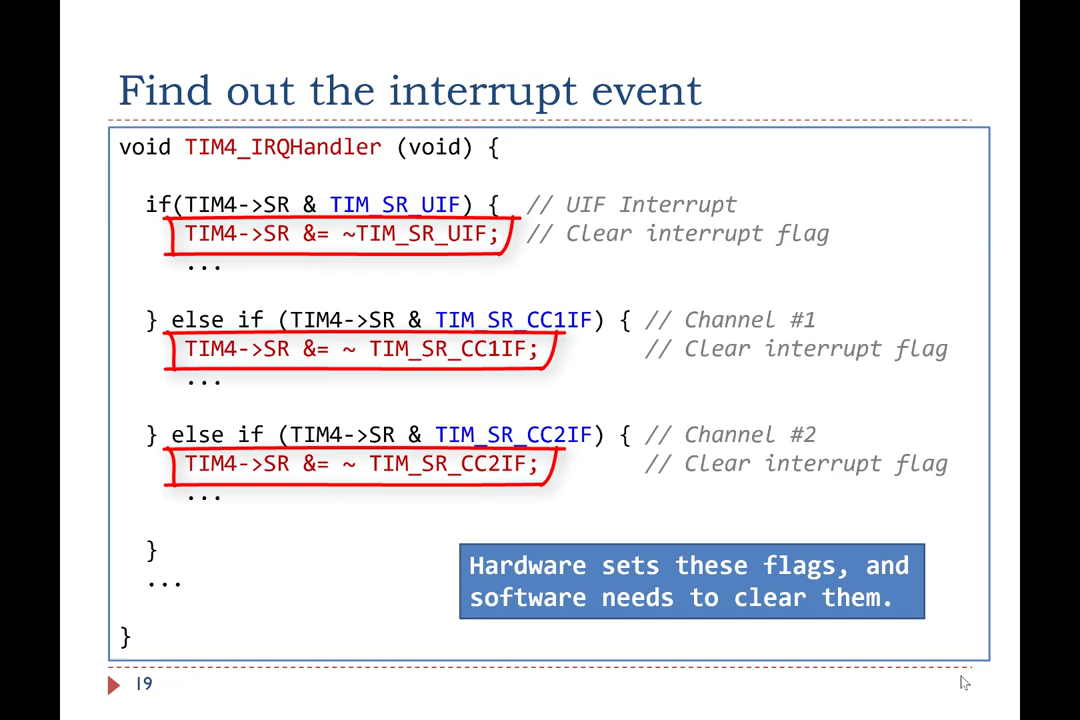 Find out the interrupt event
void TIM4_IRQHandler (void) {
if(TIM4->SR & TIM_SR_UIF) { // UIF Interrupt
TIM4->SR &= ~TIM_SR_UIF; // Clear interrupt flag
...
} else if (TIM4->SR & TIM_SR_CC1IF) { // Channel #1
TIM4->SR &= ~ TIM_SR_CC1IF; // Clear interrupt flag
...
} else if (TIM4->SR & TIM_SR_CC2IF) { // Channel #2
TIM4->SR &= ~ TIM_SR_CC2IF; // Clear interrupt flag
...
}
...
}
Hardware sets these flags, and
software needs to clear them.
19